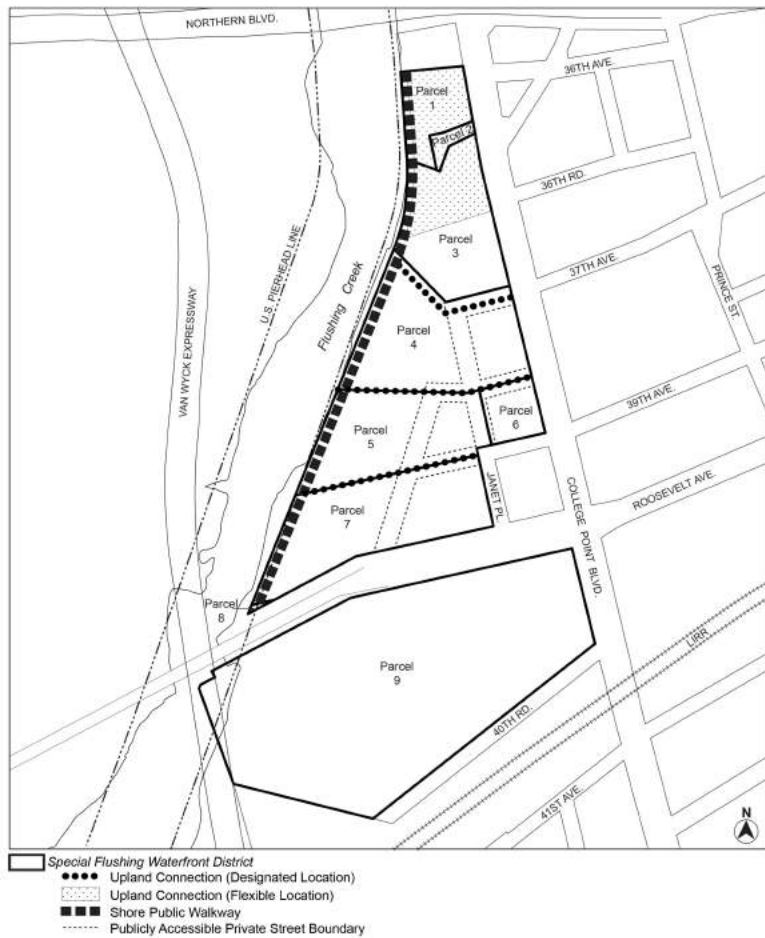 NORTHERN BLVD.
36TH AVE.
Parcel
1
Parcel 2
36TH RD.
U.S. PIERHEAD LINE
Parcel
3
37TH AVE.
PRINCE ST.
VAN WYCK EXPRESSWAY
Flushing Creek
Parcel
4
39TH AVE.
Parcel
5
Parcel
6
JANET PL.
COLLEGE POINT BLVD.
ROOSEVELT AVE.
Parcel
7
Parcel
8
Parcel
9
LIRR
40TH RD.
41ST AVE
N
Special Flushing Waterfront District
Upland Connection (Designated Location)
Upland Connection (Flexible Location)
Shore Public Walkway
Publicly Accessible Private Street Boundary